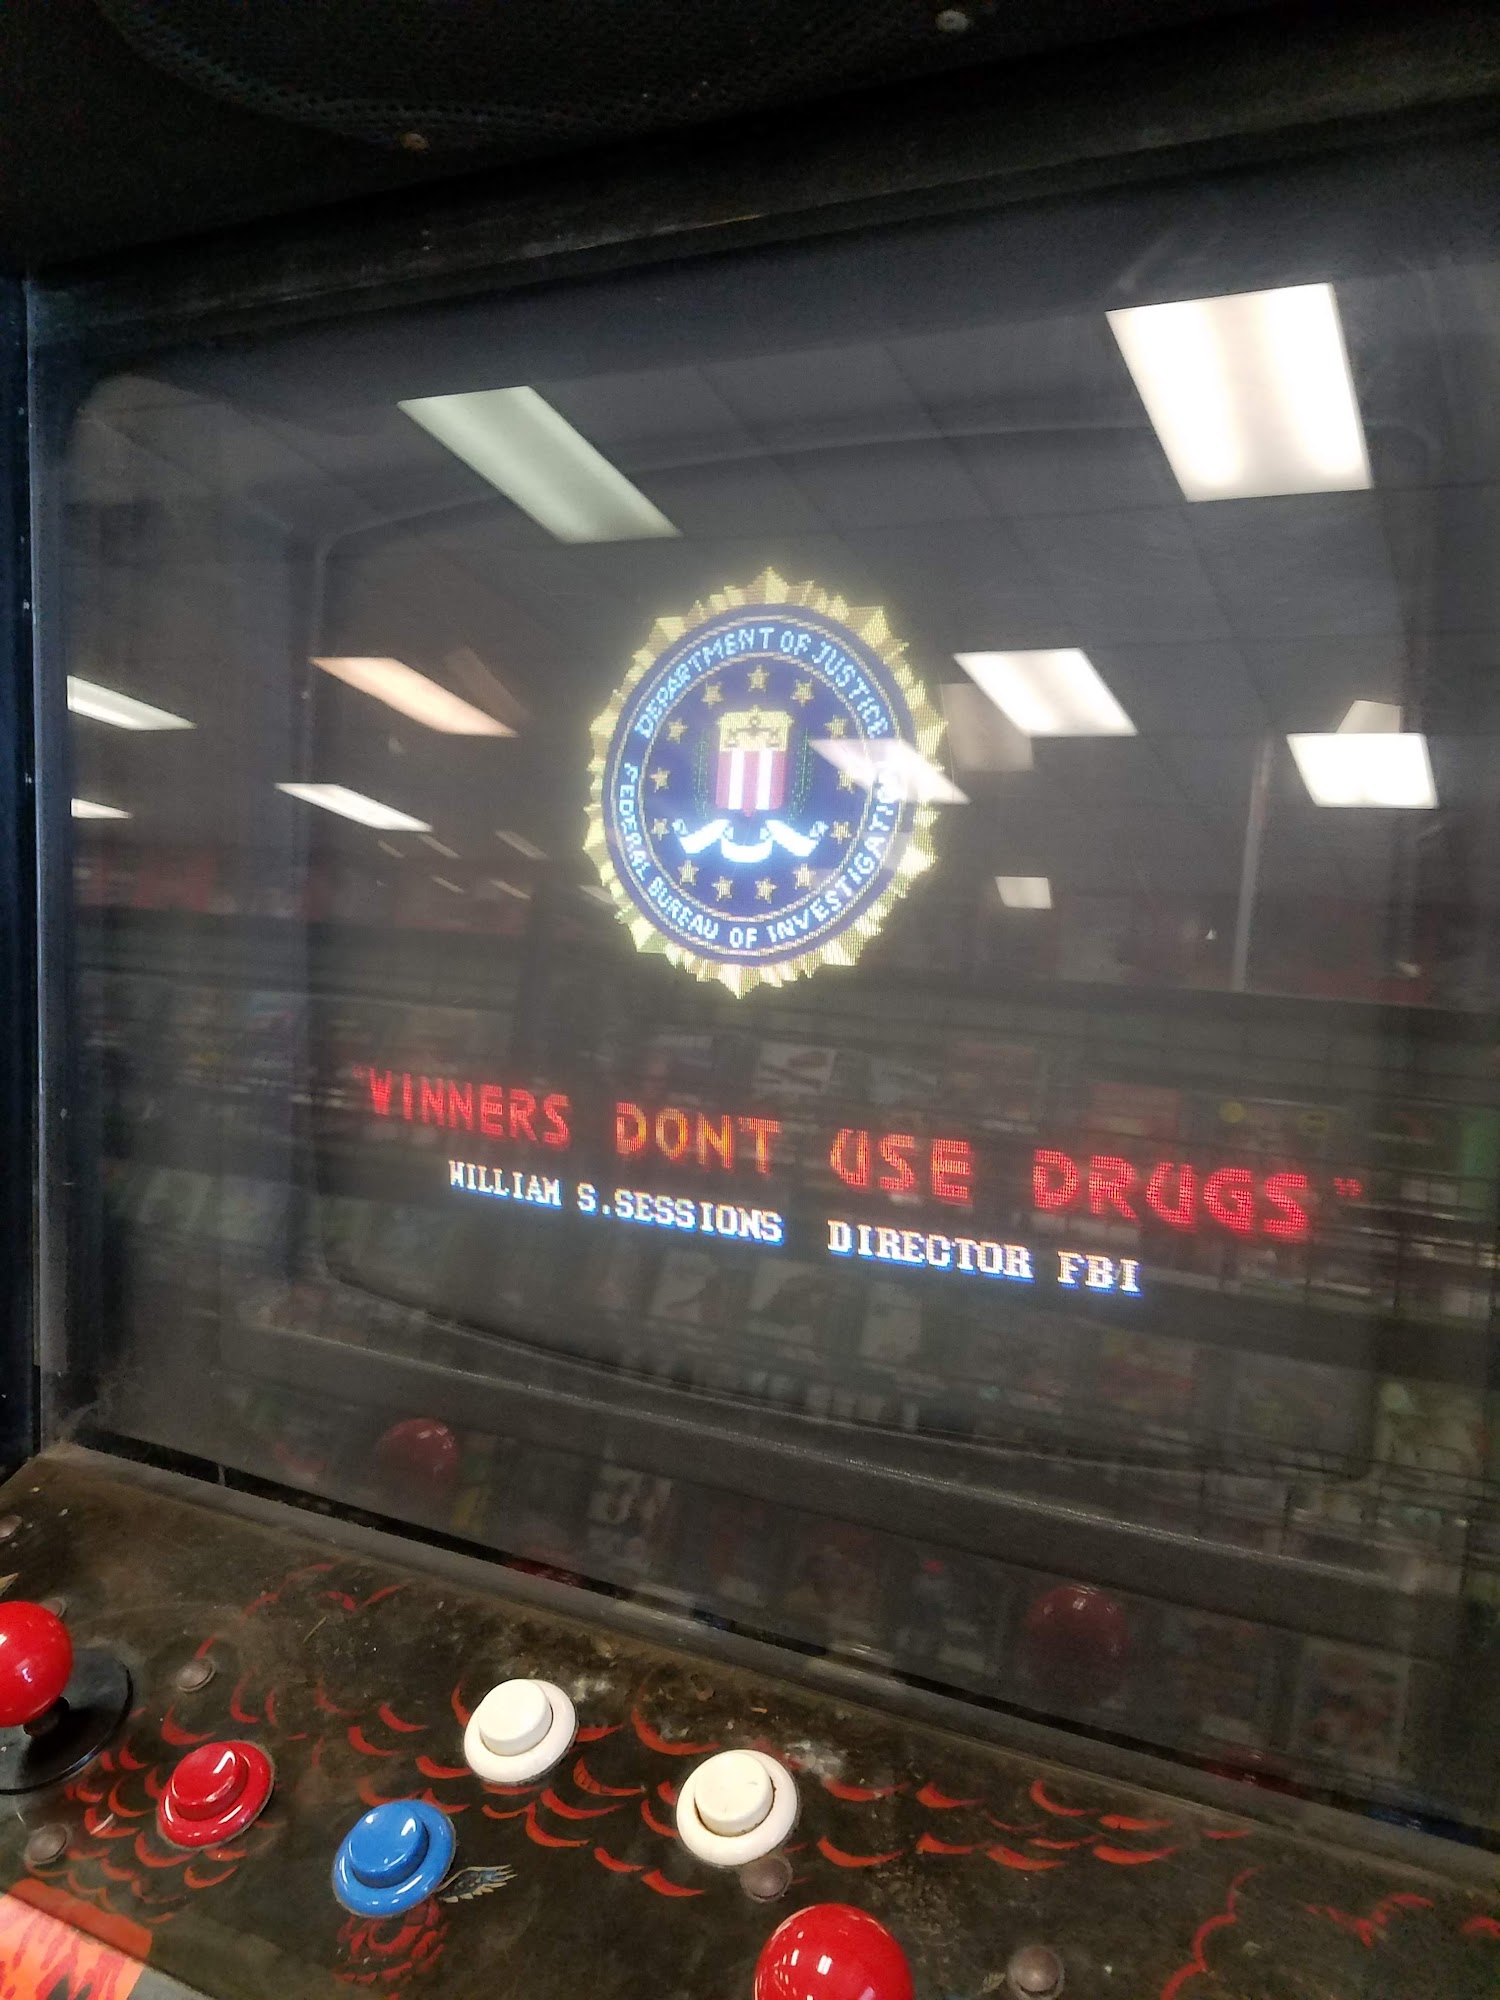 DEPARTMENT OF JUSTICE
FEDERAL BUREAU OF INVESTIGATION
"WINNERS DONT USE DRUGS"
WILLIAM S.SESSIONS DIRECTOR FBI